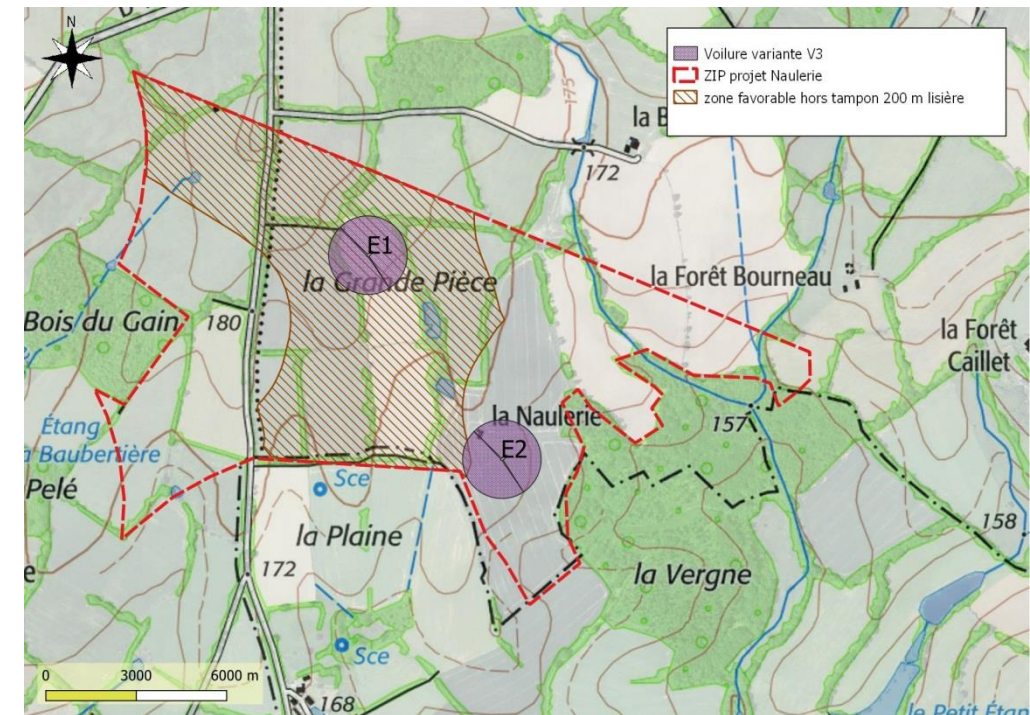 N
Voilure variante V3
ZIP projet Naulerie
zone favorable hors tampon 200 m lisière
175
la B
172
E1
la Grande Pièce
la Forêt Bourneau
Bois du Gain
180
la Forêt
Caillet
la Naulerie
157
Étang
Pelé
E2
Sce
la Plaine
158
e
172
la Vergne
Sce
0 3000 6000 m
168
le Petit Étan